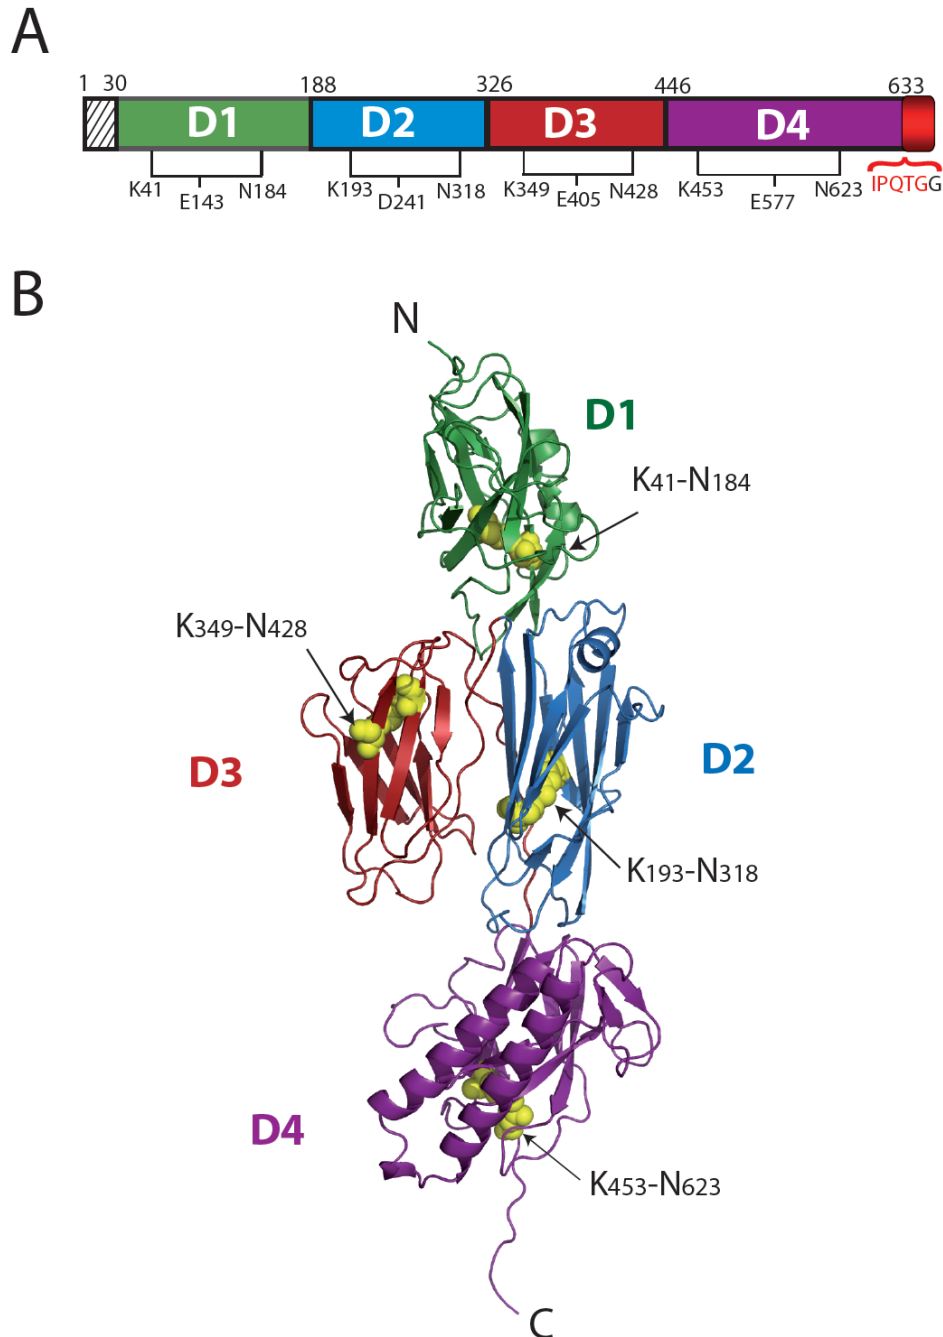 A
1 30 188 326 446 633
D1 D2 D3 D4
K41 E143 N184 K193 D241 N318 K349 E405 N428 K453 E577 N623 IPQTGG
B
N
D1
K41-N184
K349-N428
D3
D2
K193-N318
D4
K453-N623
C